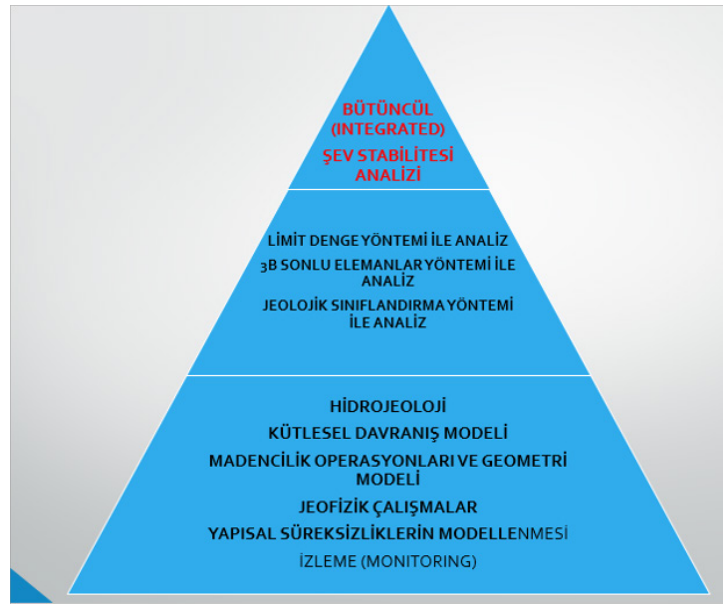 BÜTÜNCÜL
(INTEGRATED)
ŞEV STABİLİTESİ
ANALİZİ
LİMİT DENGE YÖNTEMİ İLE ANALİZ
3B SONLU ELEMANLAR YÖNTEMİ İLE
ANALİZ
JEOLOJİK SINIFLANDIRMA YÖNTEMİ
İLE ANALİZ
HİDROJEOLOJİ
KÜTLESEL DAVRANIŞ MODELİ
MADENCİLİK OPERASYONLARI VE GEOMETRİ
MODELİ
JEOFİZİK ÇALIŞMALAR
YAPISAL SÜREKSİZLİKLERİN MODELLENMESİ
İZLEME (MONITORING)